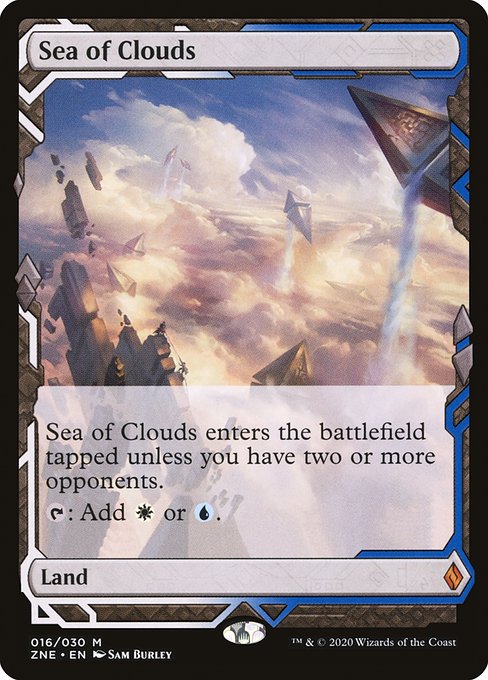 Sea of Clouds
Sea of Clouds enters the battlefield
tapped unless you have two or more
opponents.
: Add or .
Land
016/030 M
ZNE • EN Sam Burley
™ & © 2020 Wizards of the Coast